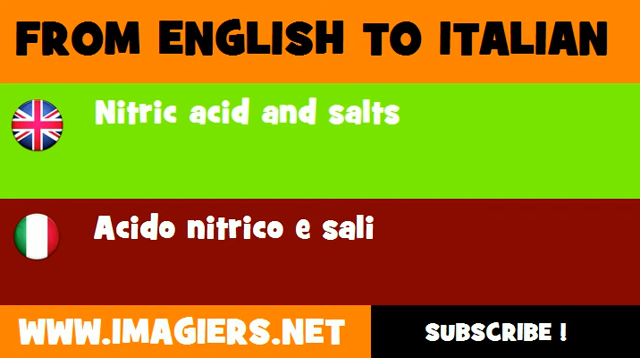 FROM ENGLISH TO ITALIAN
Nitric acid and salts
Acido nitrico e sali
WWW.IMAGIERS.NET
SUBSCRIBE !